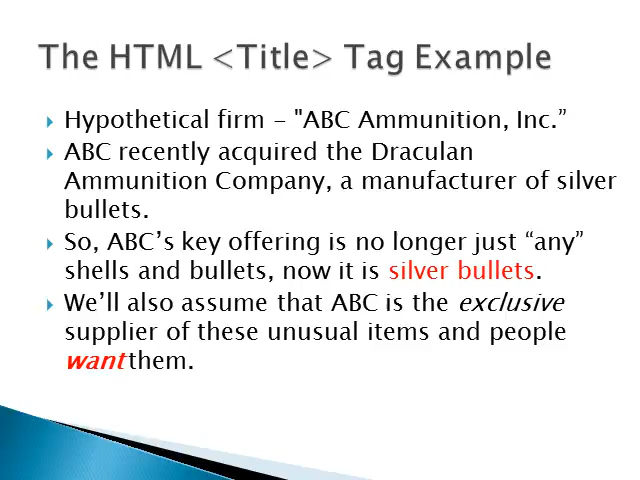 The HTML <Title> Tag Example
Hypothetical firm – "ABC Ammunition, Inc.”
ABC recently acquired the Draculan
Ammunition Company, a manufacturer of silver
bullets.
So, ABC’s key offering is no longer just “any”
shells and bullets, now it is silver bullets.
We’ll also assume that ABC is the exclusive
supplier of these unusual items and people
want them.